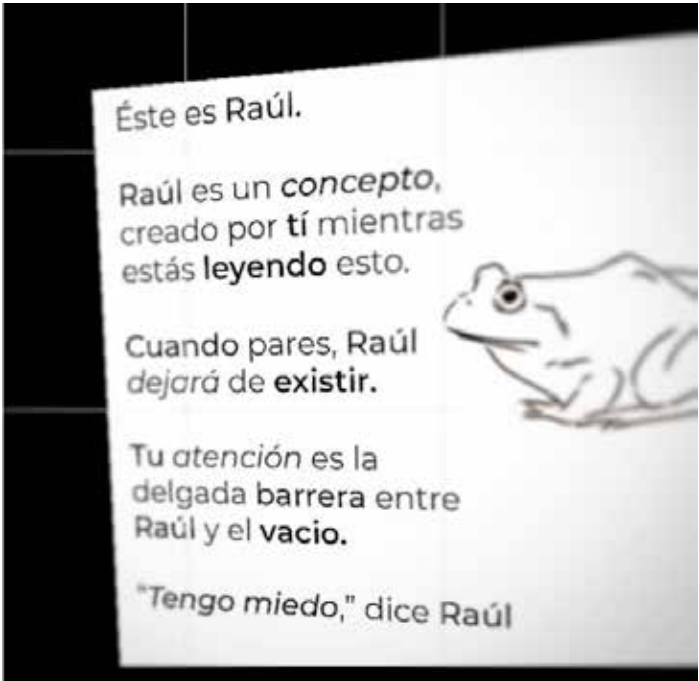 Éste es Raúl.
Raúl es un concepto,
creado por tí mientras
estás leyendo esto.
Cuando pares, Raúl
dejará de existir.
Tu atención es la
delgada barrera entre
Raúl y el vacio.
"Tengo miedo," dice Raúl